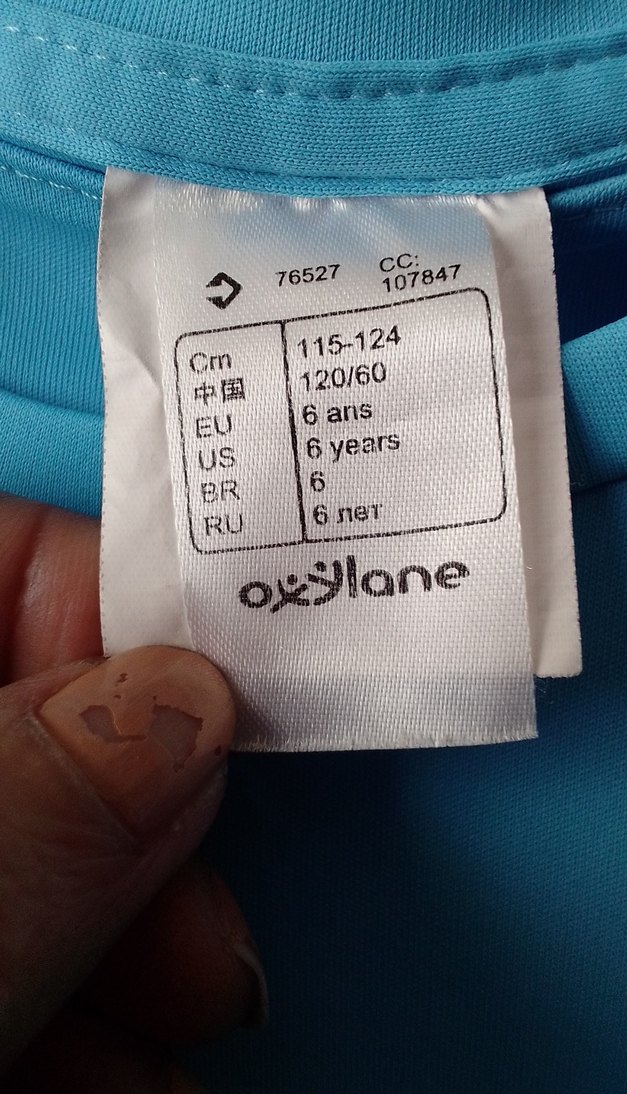 76527 CC:
107847
Cm 115-124
中国 120/60
EU 6 ans
US 6 years
BR 6
RU 6 лет
oxylane